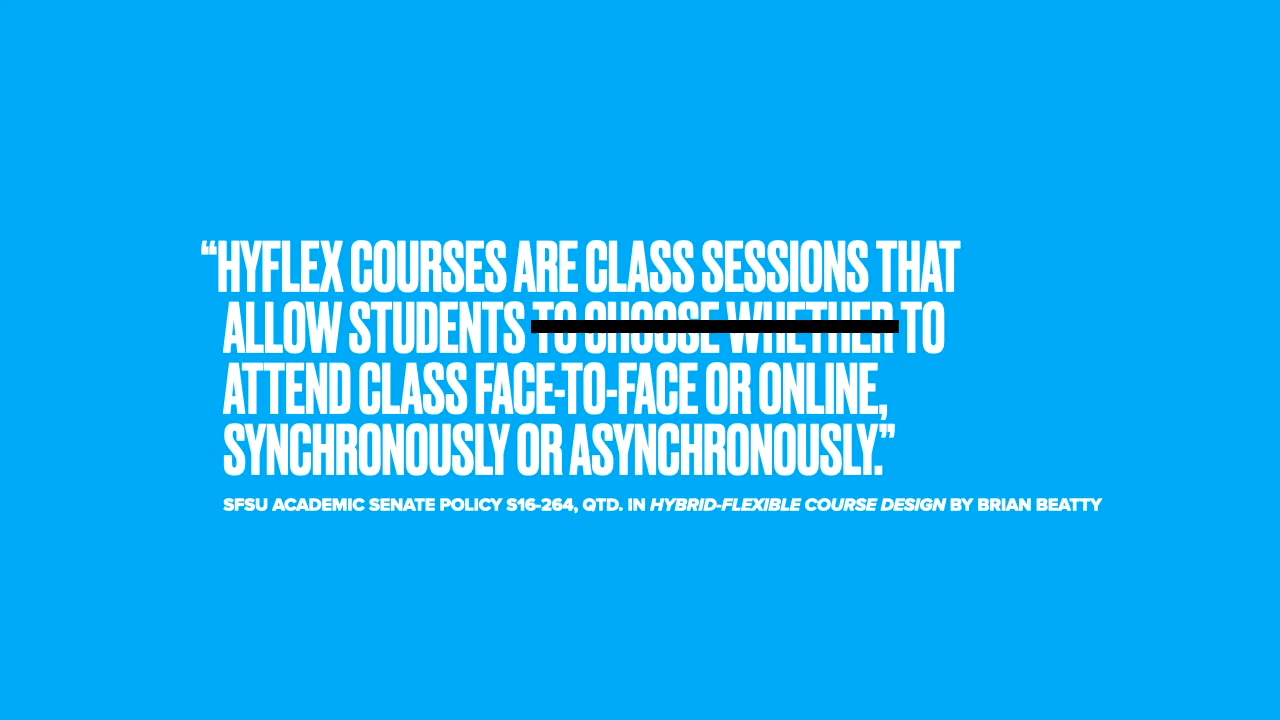 “HYFLEX COURSES ARE CLASS SESSIONS THAT
ALLOW STUDENTS TO CHOOSE WHETHER TO
ATTEND CLASS FACE-TO-FACE OR ONLINE,
SYNCHRONOUSLY OR ASYNCHRONOUSLY.”
SFSU ACADEMIC SENATE POLICY S16-264, QTD. IN HYBRID-FLEXIBLE COURSE DESIGN BY BRIAN BEATTY